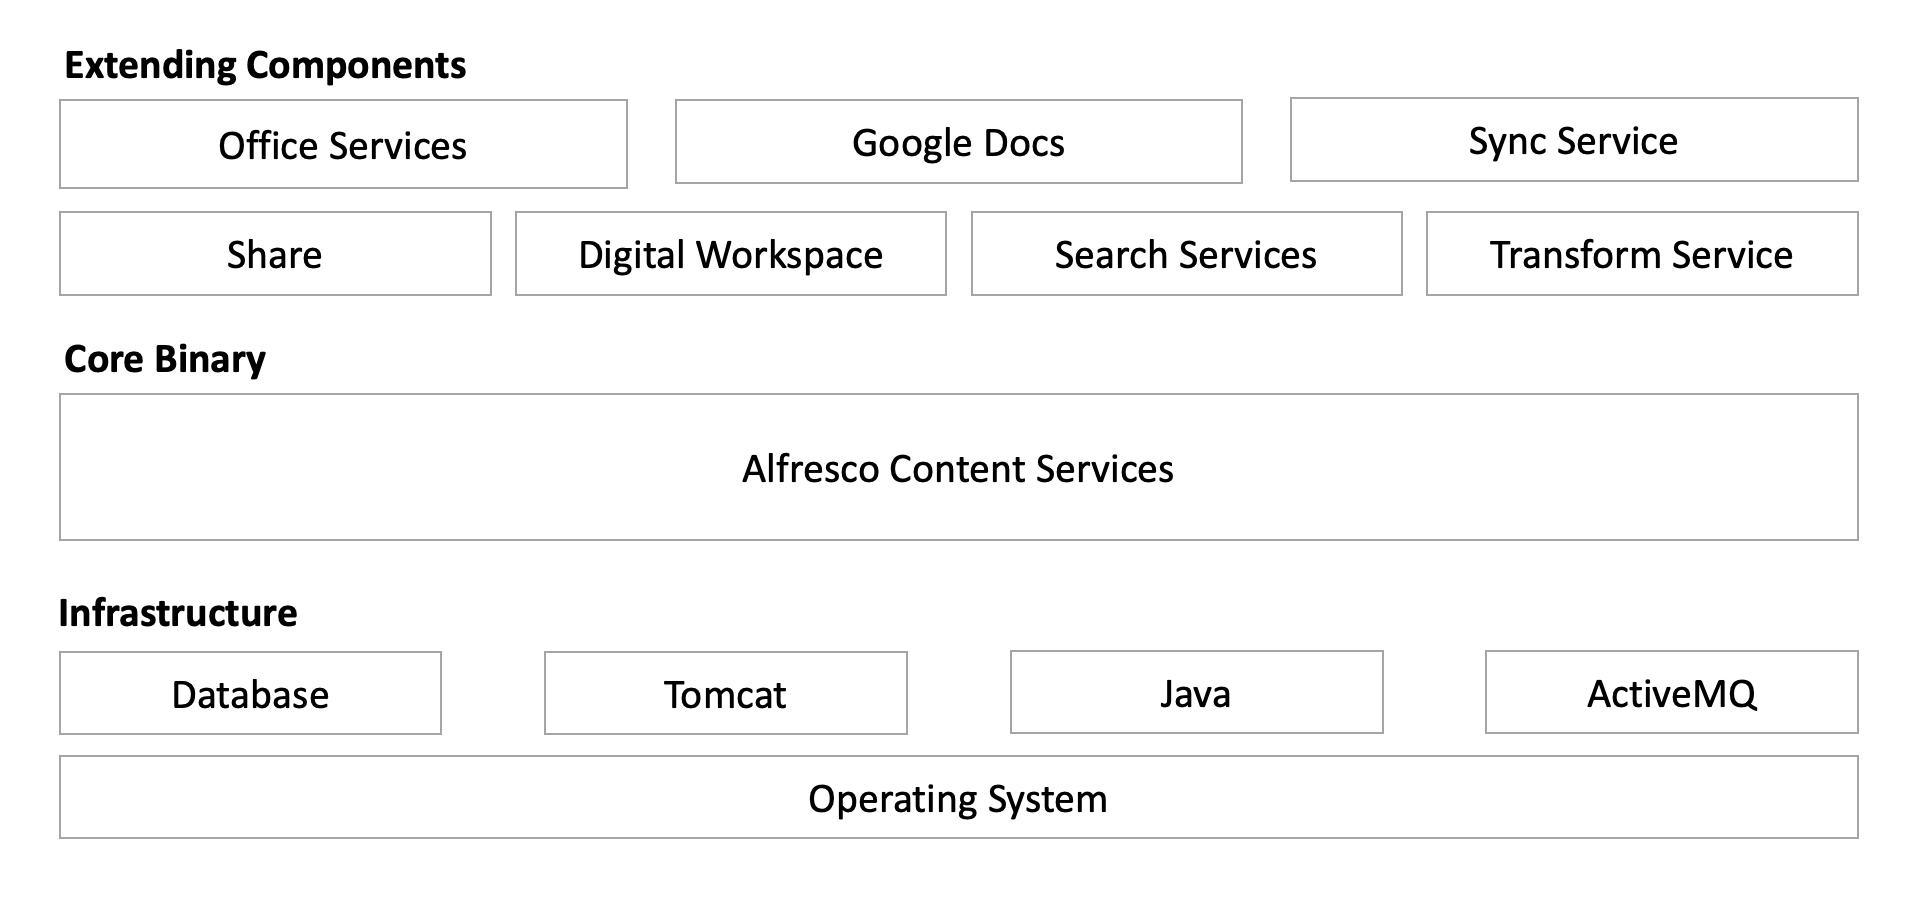 Extending Components
Office Services
Google Docs
Sync Service
Share
Digital Workspace
Search Services
Transform Service
Core Binary
Alfresco Content Services
Infrastructure
Database
Tomcat
Java
ActiveMQ
Operating System